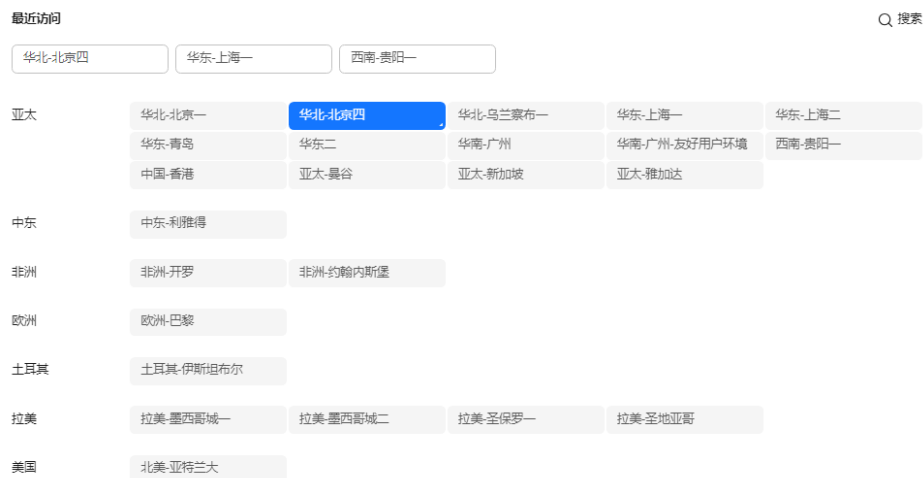 最近访问 搜索
华北-北京四 华东-上海一 西南-贵阳一
亚太 华北-北京一 华北-北京四 华北-乌兰察布一 华东-上海一 华东-上海二
华东-青岛 华东二 华南-广州 华南-广州-友好用户环境 西南-贵阳一
中国-香港 亚太-曼谷 亚太-新加坡 亚太-雅加达
中东 中东-利雅得
非洲 非洲-开罗 非洲-约翰内斯堡
欧洲 欧洲-巴黎
土耳其 土耳其-伊斯坦布尔
拉美 拉美-墨西哥城一 拉美-墨西哥城二 拉美-圣保罗一 拉美-圣地亚哥
美国 北美-亚特兰大